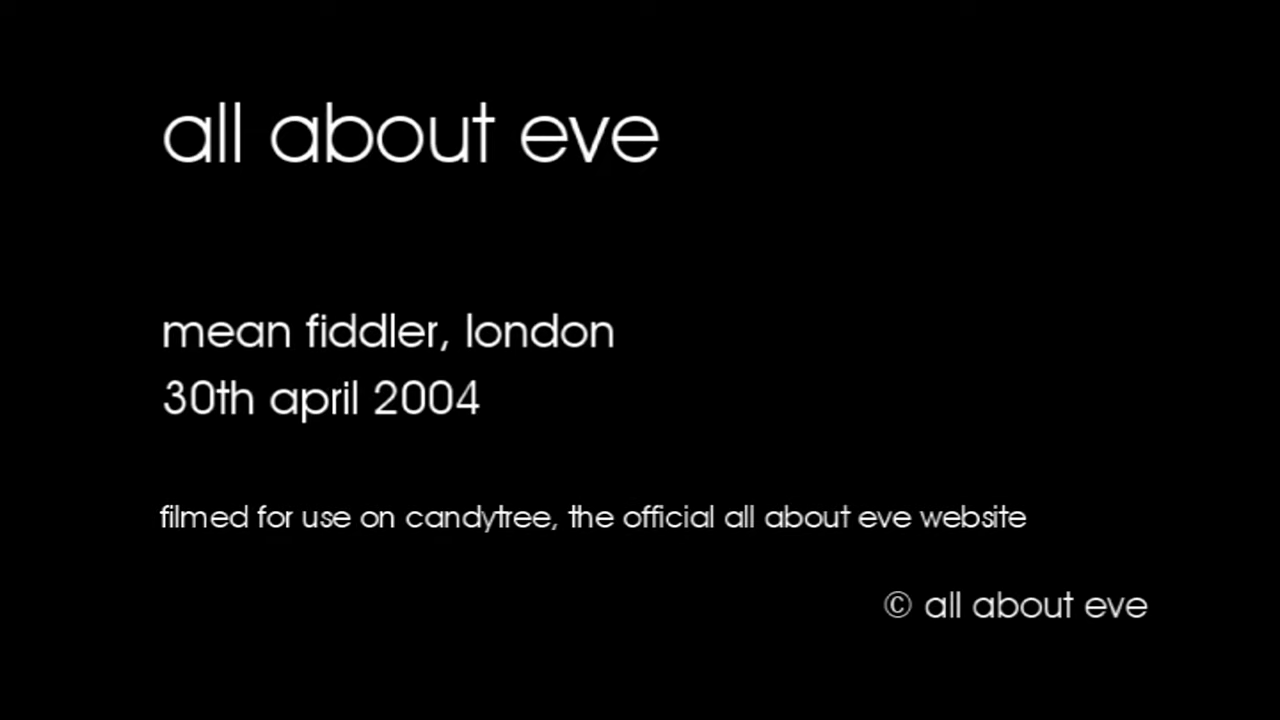 all about eve
mean fiddler, london
30th april 2004
filmed for use on candytree, the official all about eve website
© all about eve